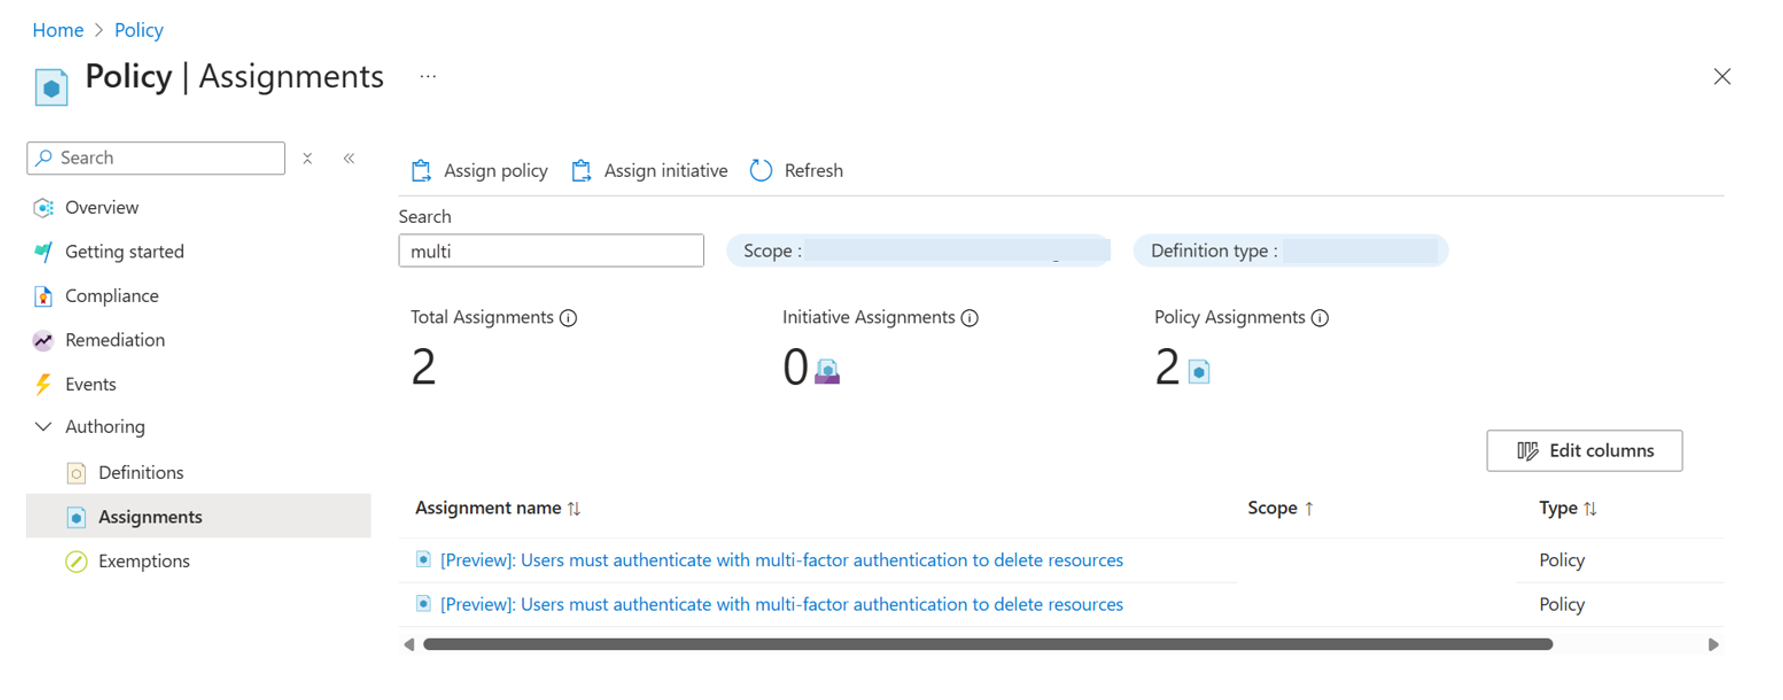 Home > Policy
Policy | Assignments ...
Search
Overview
Getting started
Compliance
Remediation
Events
Authoring
Definitions
Assignments
Exemptions
Assign policy Assign initiative Refresh
Search
multi Scope : Definition type :
Total Assignments Initiative Assignments Policy Assignments
2 0 2
Edit columns
Assignment name Scope Type
[Preview]: Users must authenticate with multi-factor authentication to delete resources Policy
[Preview]: Users must authenticate with multi-factor authentication to delete resources Policy